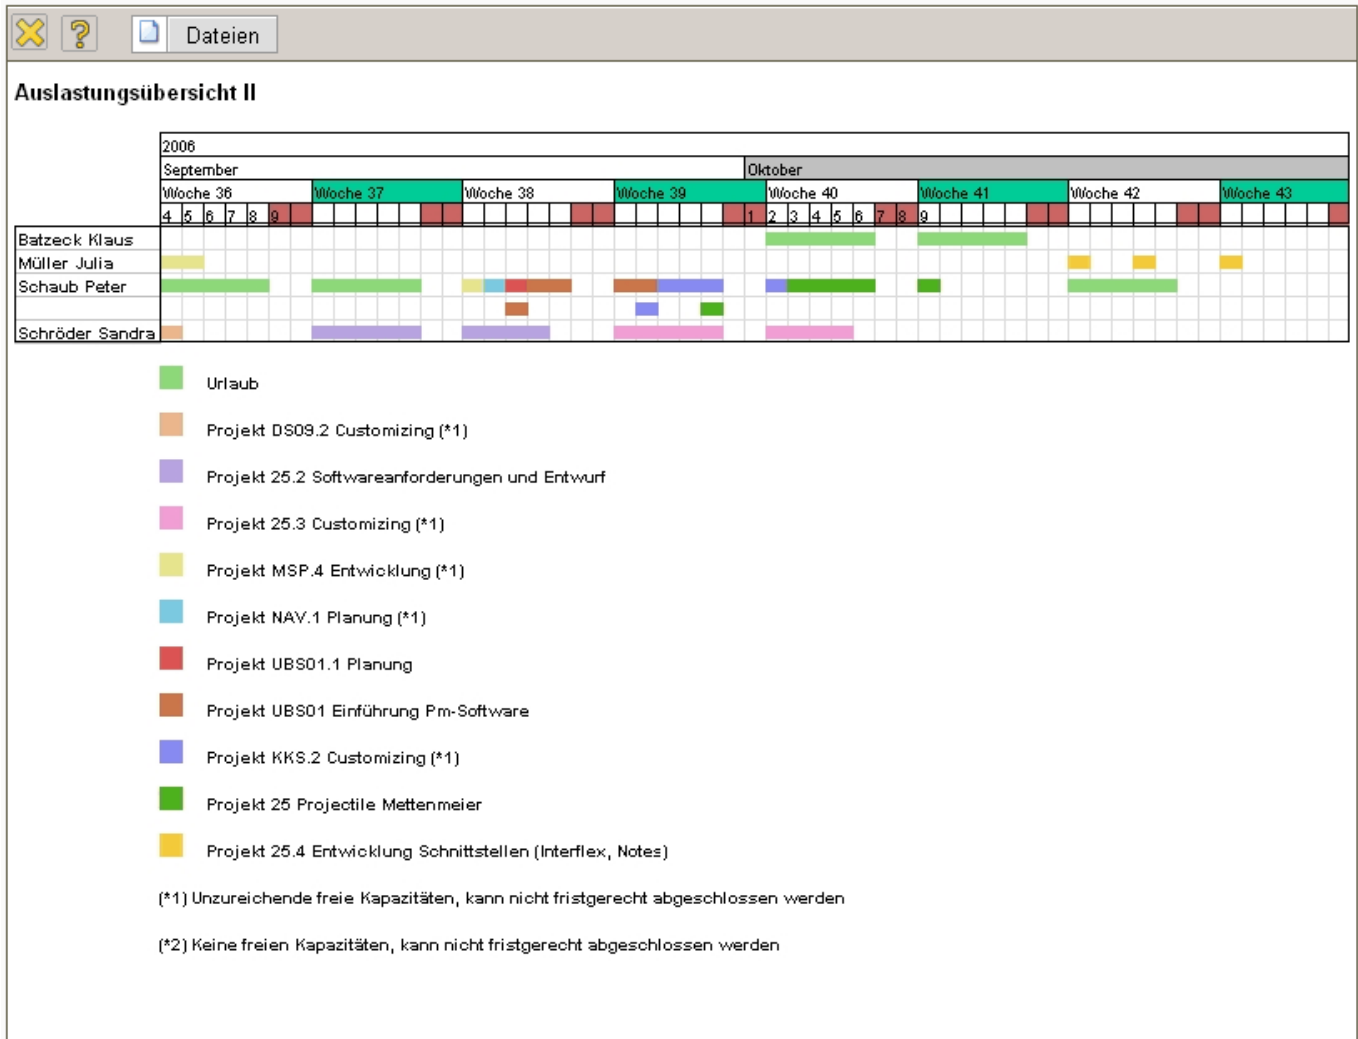 Dateien
Auslastungsübersicht II
2006
September Oktober
Woche 36 Woche 37 Woche 38 Woche 39 Woche 40 Woche 41 Woche 42 Woche 43
4 5 6 7 8 9 1 2 3 4 5 6 7 8 9
Batzeck Klaus
Müller Julia
Schaub Peter
Schröder Sandra
Urlaub
Projekt DS09.2 Customizing (*1)
Projekt 25.2 Softwareanforderungen und Entwurf
Projekt 25.3 Customizing (*1)
Projekt MSP.4 Entwicklung (*1)
Projekt NAV.1 Planung (*1)
Projekt UBS01.1 Planung
Projekt UBS01 Einführung Pm-Software
Projekt KKS.2 Customizing (*1)
Projekt 25 Projectile Mettenmeier
Projekt 25.4 Entwicklung Schnittstellen (Interflex, Notes)
(*1) Unzureichende freie Kapazitäten, kann nicht fristgerecht abgeschlossen werden
(*2) Keine freien Kapazitäten, kann nicht fristgerecht abgeschlossen werden